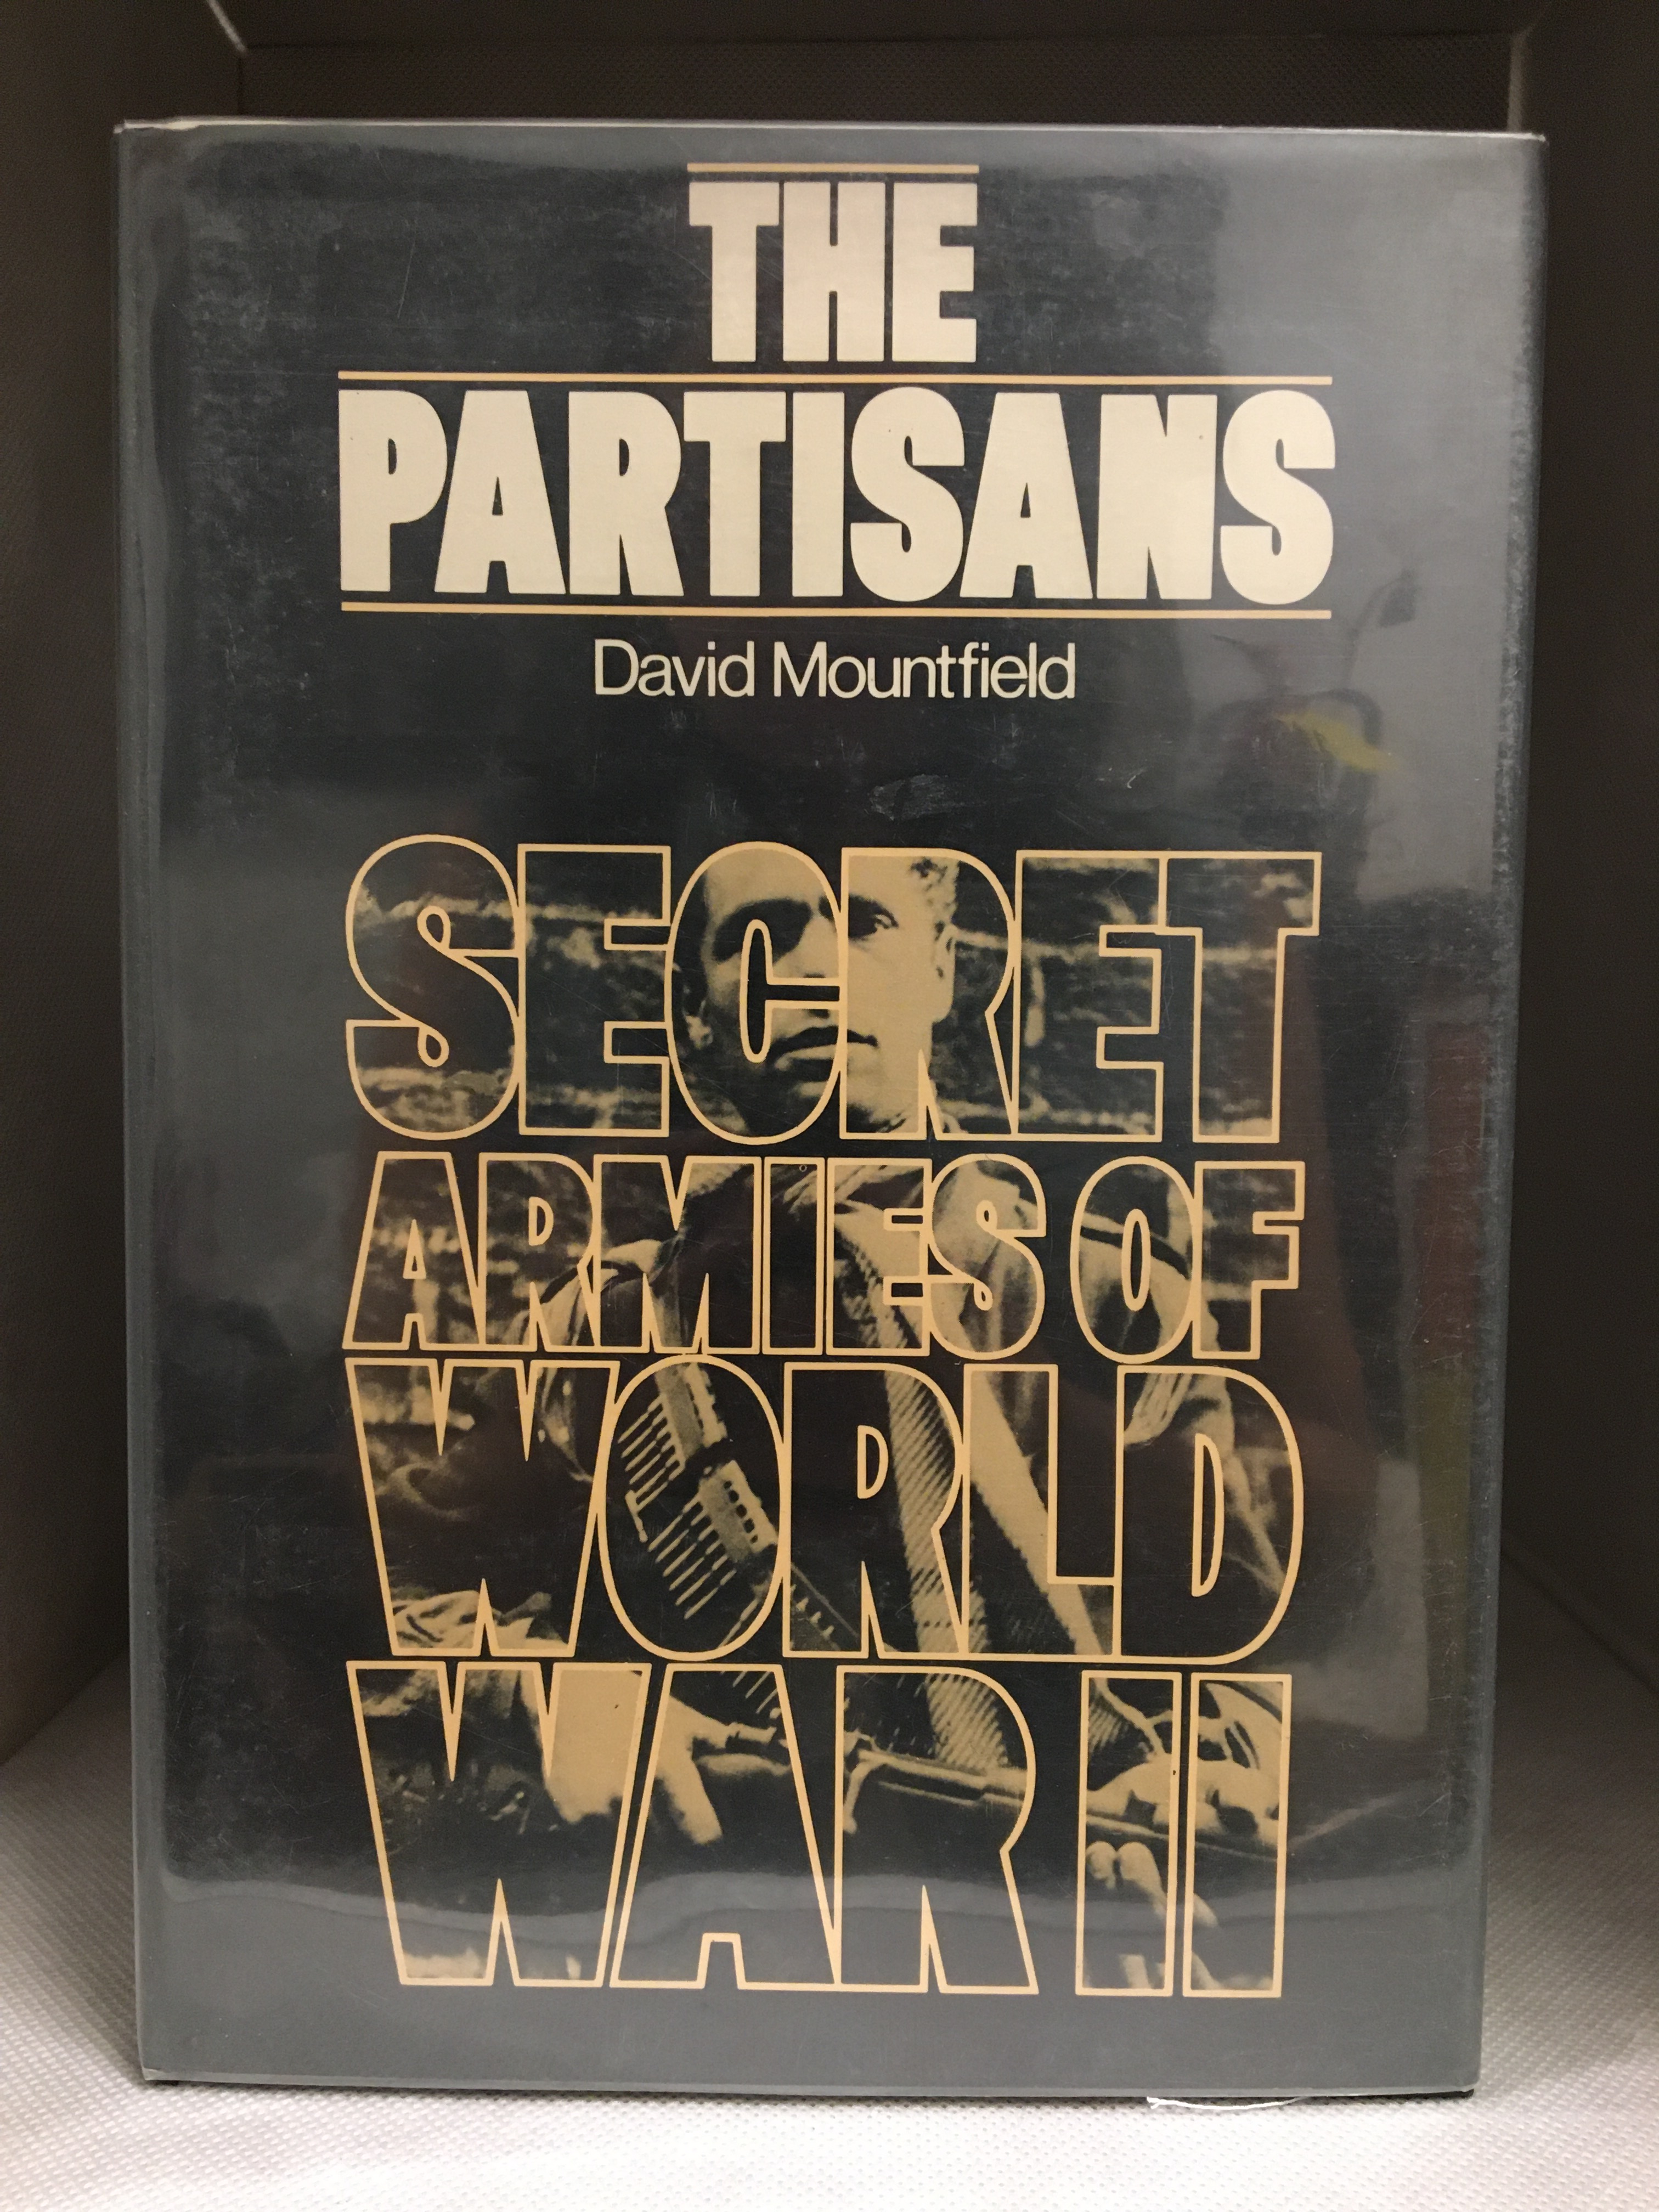 THE
PARTISANS
David Mountfield
SECRET
ARMIES OF
WORLD
WAR II